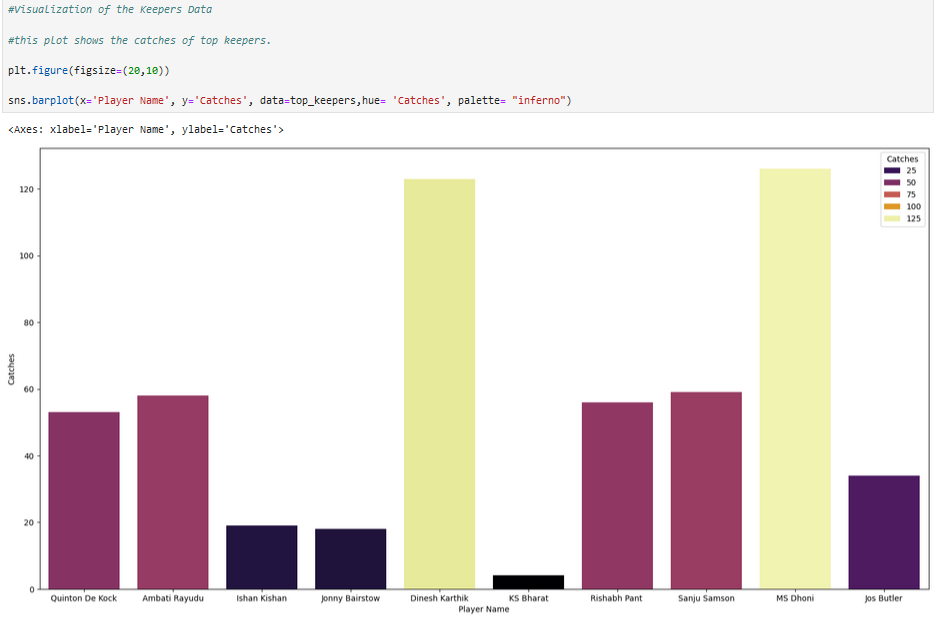 #Visualization of the Keepers Data
#this plot shows the catches of top keepers.
plt.figure(figsize=(20,10))
sns.barplot(x='Player Name', y='Catches', data=top_keepers,hue= 'Catches', palette= "inferno")
<Axes: xlabel='Player Name', ylabel='Catches'>
Catches
25
50
75
100
125
120
100
80
60
40
20
0
Catches
Quinton De Kock Ambati Rayudu Ishan Kishan Jonny Bairstow Dinesh Karthik KS Bharat Rishabh Pant Sanju Samson MS Dhoni Jos Butler
Player Name